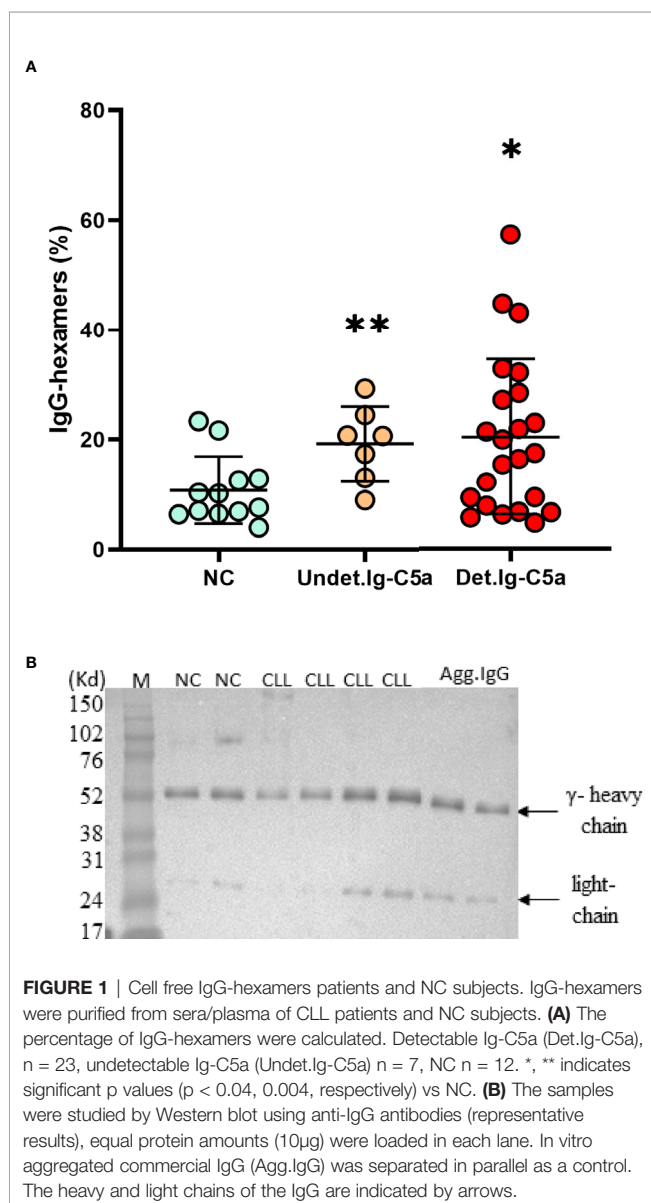 A
80
60
40
20
0
IgG-hexamers (%)
**
*
NC Undet.Ig-C5a Det.Ig-C5a
B
(Kd) M NC NC CLL CLL CLL CLL Agg.IgG
150
102
76
52
38
31
24
17
γ- heavy
chain
light-
chain
FIGURE 1 | Cell free IgG-hexamers patients and NC subjects. IgG-hexamers
were purified from sera/plasma of CLL patients and NC subjects. (A) The
percentage of IgG-hexamers were calculated. Detectable Ig-C5a (Det.Ig-C5a),
n = 23, undetectable Ig-C5a (Undet.Ig-C5a) n = 7, NC n = 12. *, ** indicates
significant p values (p < 0.04, 0.004, respectively) vs NC. (B) The samples
were studied by Western blot using anti-IgG antibodies (representative
results), equal protein amounts (10μg) were loaded in each lane. In vitro
aggregated commercial IgG (Agg.IgG) was separated in parallel as a control.
The heavy and light chains of the IgG are indicated by arrows.